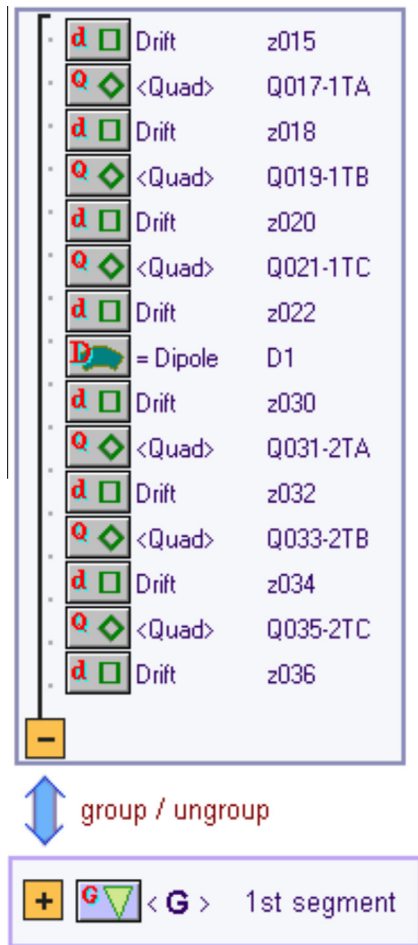 d Drift z015
Q <Quad> Q017-1TA
d Drift z018
Q <Quad> Q019-1TB
d Drift z020
Q <Quad> Q021-1TC
d Drift z022
D = Dipole D1
d Drift z030
Q <Quad> Q031-2TA
d Drift z032
Q <Quad> Q033-2TB
d Drift z034
Q <Quad> Q035-2TC
d Drift z036
−
group / ungroup
+ G < G > 1st segment